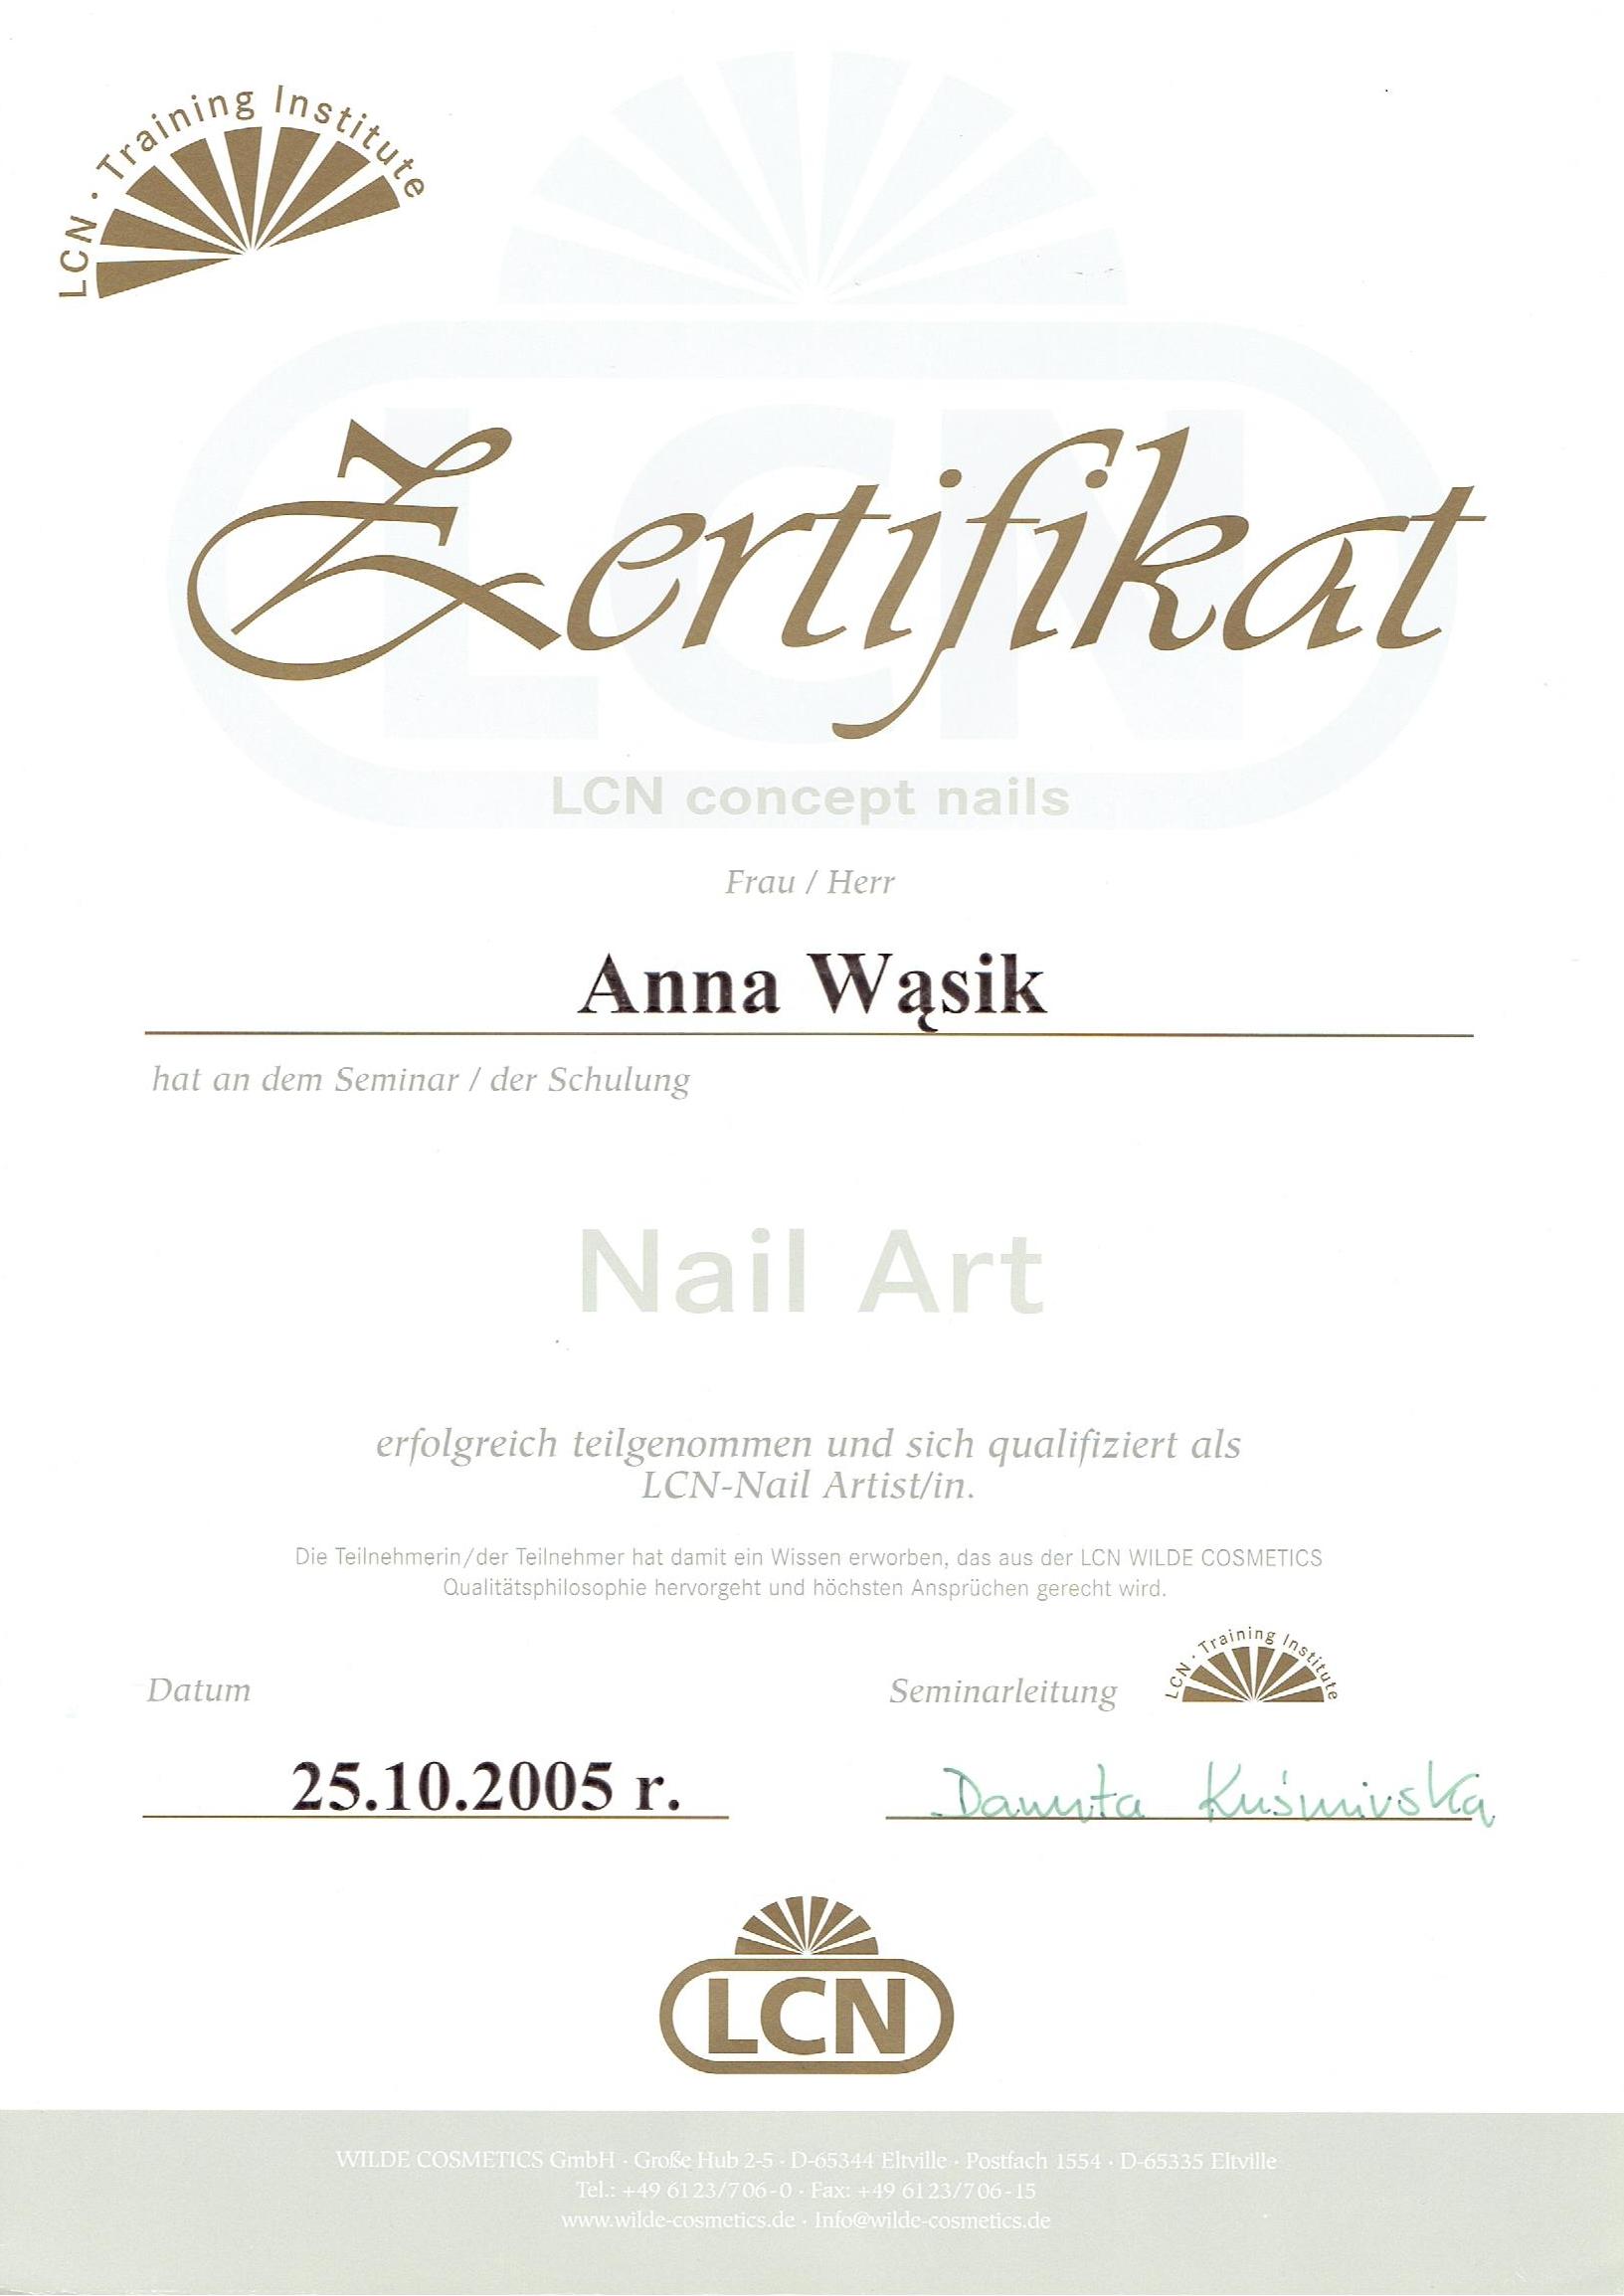 LCN · Training Institute
Zertifikat
LCN concept nails
Frau / Herr
Anna Wąsik
hat an dem Seminar / der Schulung
Nail Art
erfolgreich teilgenommen und sich qualifiziert als
LCN-Nail Artist/in.
Die Teilnehmerin/der Teilnehmer hat damit ein Wissen erworben, das aus der LCN WILDE COSMETICS
Qualitätsphilosophie hervorgeht und höchsten Ansprüchen gerecht wird.
Datum
Seminarleitung
LCN · Training Institute
25.10.2005 r.
Danuta
LCN
WILDE COSMETICS GmbH · Große Hub 2-5 · D-65344 Eltville · Postfach 1554 · D-65335 Eltville
Tel.: +49 6123/706-0 · Fax: +49 6123/706-15
www.wilde-cosmetics.de · Info@wilde-cosmetics.de